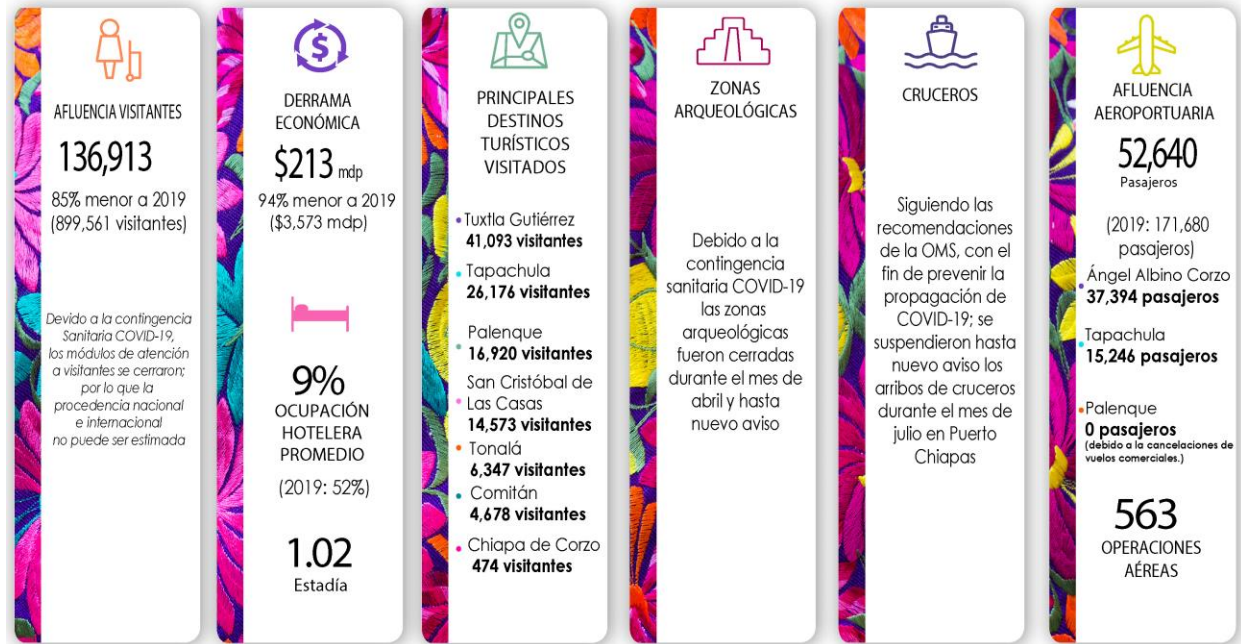 AFLUENCIA VISITANTES
136,913
85% menor a 2019
(899,561 visitantes)
Devido a la contingencia
Sanitaria COVID-19,
los módulos de atención
a visitantes se cerraron;
por lo que la
procedencia nacional
e internacional
no puede ser estimada
$
DERRAMA
ECONÓMICA
$213 mdp
94% menor a 2019
($3,573 mdp)
9%
OCUPACIÓN
HOTELERA
PROMEDIO
(2019: 52%)
1.02
Estadía
PRINCIPALES
DESTINOS
TURÍSTICOS
VISITADOS
•Tuxtla Gutiérrez
41,093 visitantes
• Tapachula
26,176 visitantes
Palenque
• 16,920 visitantes
San Cristóbal de
• Las Casas
14,573 visitantes
• Tonalá
6,347 visitantes
• Comitán
4,678 visitantes
• Chiapa de Corzo
474 visitantes
ZONAS
ARQUEOLÓGICAS
Debido a la
contingencia
sanitaria COVID-19
las zonas
arqueológicas
fueron cerradas
durante el mes de
abril y hasta
nuevo aviso
CRUCEROS
Siguiendo las
recomendaciones
de la OMS, con el
fin de prevenir la
propagación de
COVID-19; se
suspendieron hasta
nuevo aviso los
arribos de cruceros
durante el mes de
julio en Puerto
Chiapas
AFLUENCIA
AEROPORTUARIA
52,640
Pasajeros
(2019: 171,680
pasajeros)
Ángel Albino Corzo
• 37,394 pasajeros
Tapachula
• 15,246 pasajeros
•Palenque
0 pasajeros
(debido a la cancelaciones de
vuelos comerciales.)
563
OPERACIONES
AÉREAS